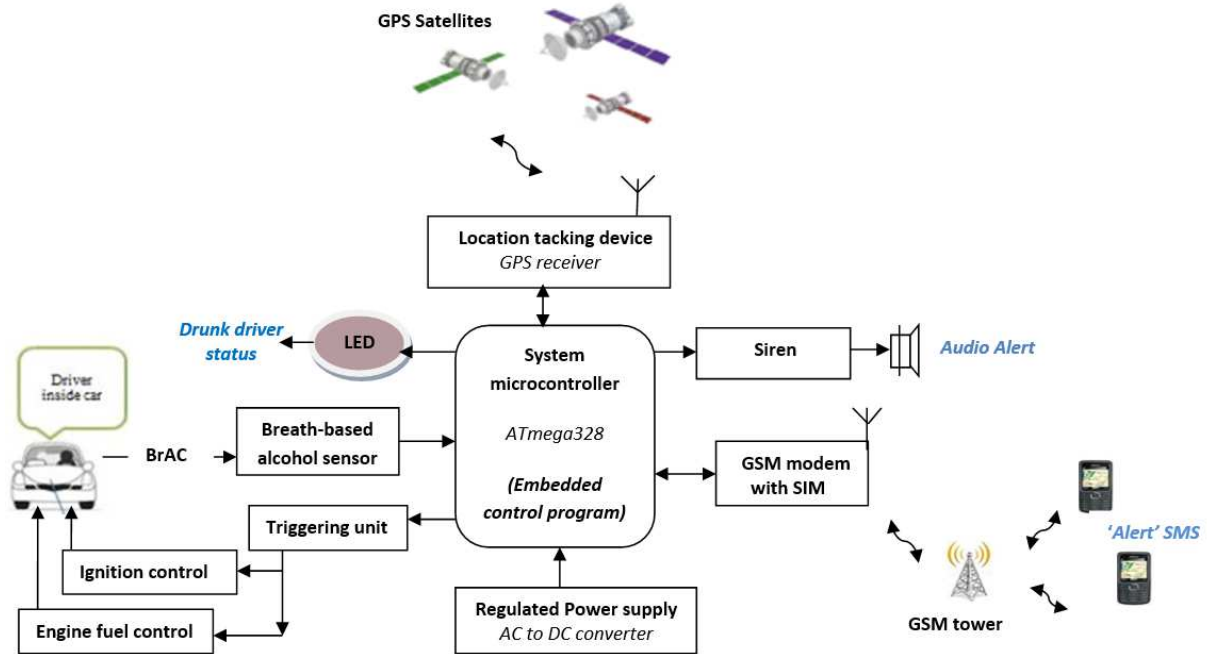 GPS Satellites
Location tacking device
GPS receiver
Drunk driver
status
LED
System
microcontroller
ATmega328
(Embedded
control program)
Siren
Audio Alert
Driver
inside car
BrAC
Breath-based
alcohol sensor
GSM modem
with SIM
Triggering unit
Ignition control
Engine fuel control
Regulated Power supply
AC to DC converter
GSM tower
‘Alert’ SMS